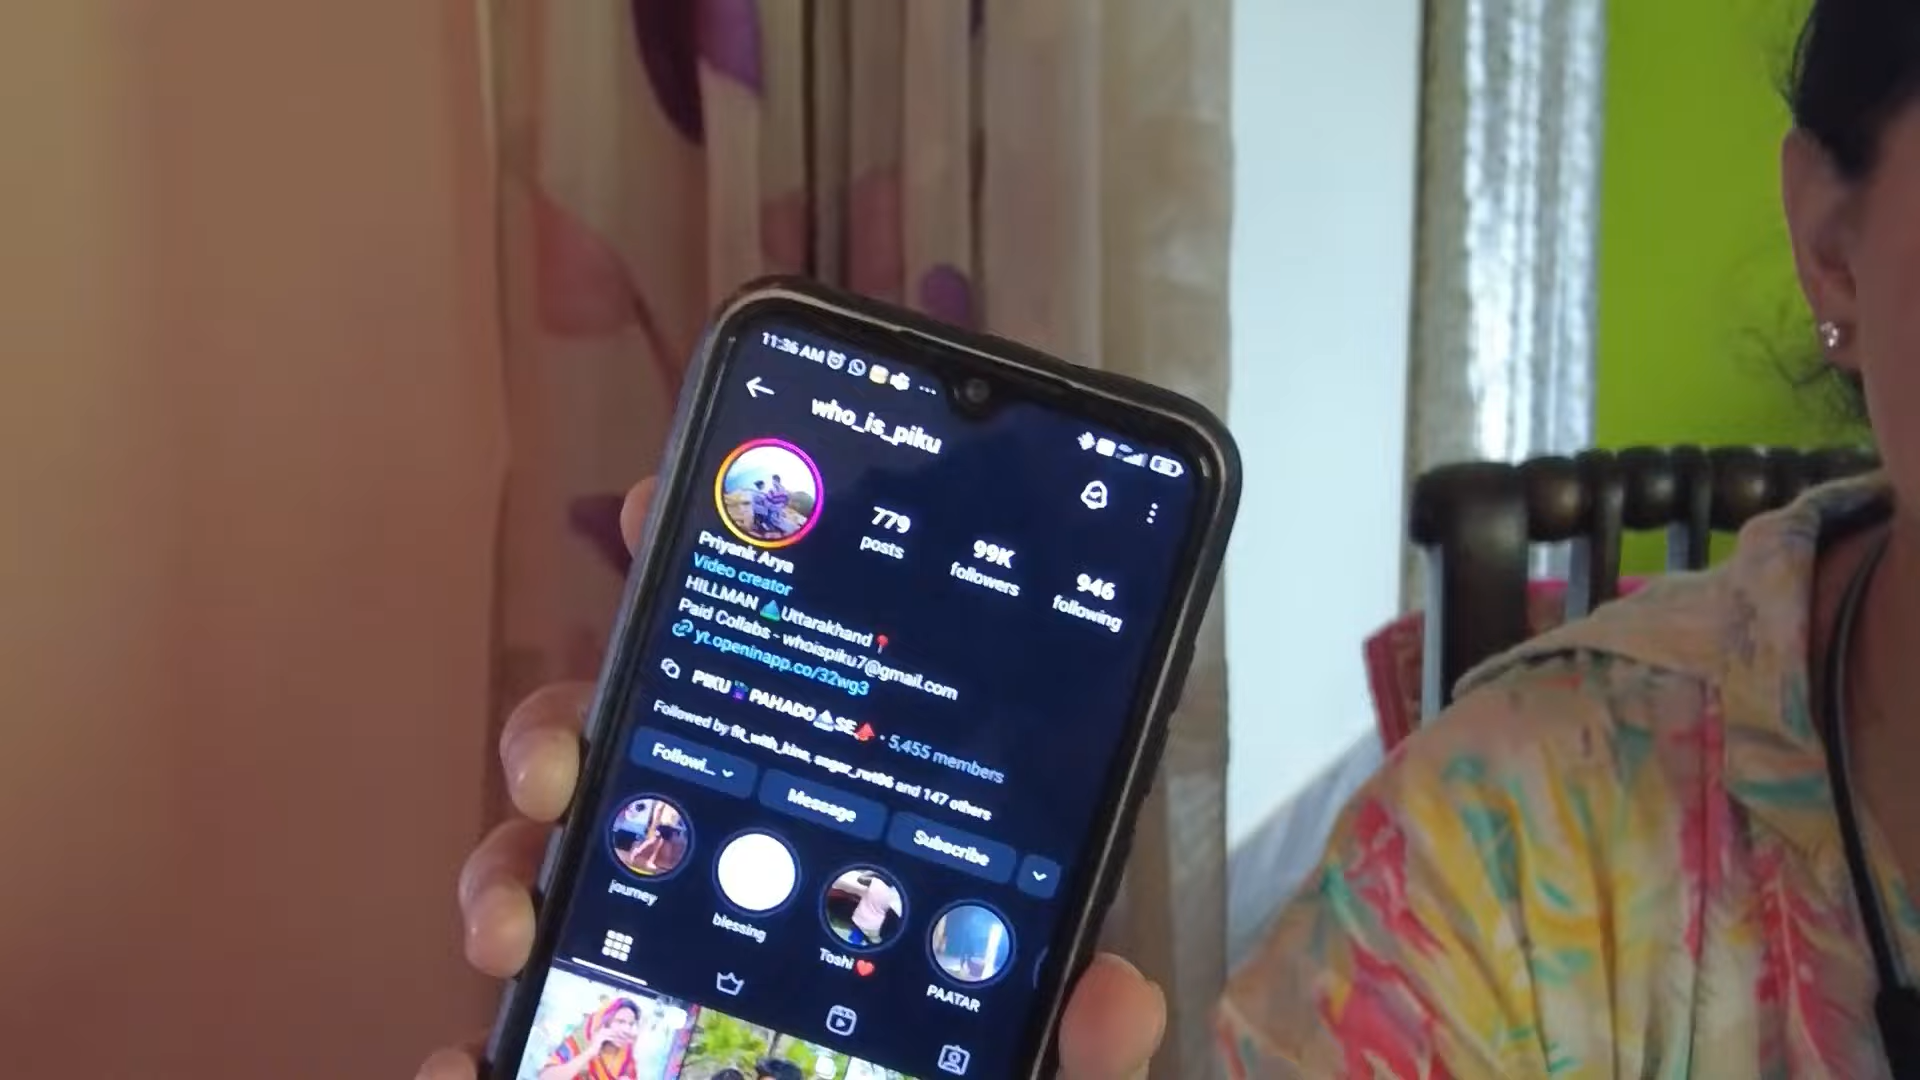 11:36 AM
who_is_piku
779
posts
99K
followers
946
following
Priyank Arya
Video creator
HILLMAN Uttarakhand
Paid Collabs - whoispiku7@gmail.com
yt.openinapp.co/32wg3
PIKU PAHADO SE • 5,455 members
Followed by and 147 others
Followi...
Message
Subscribe
journey
blessing
Toshi
PAATAR